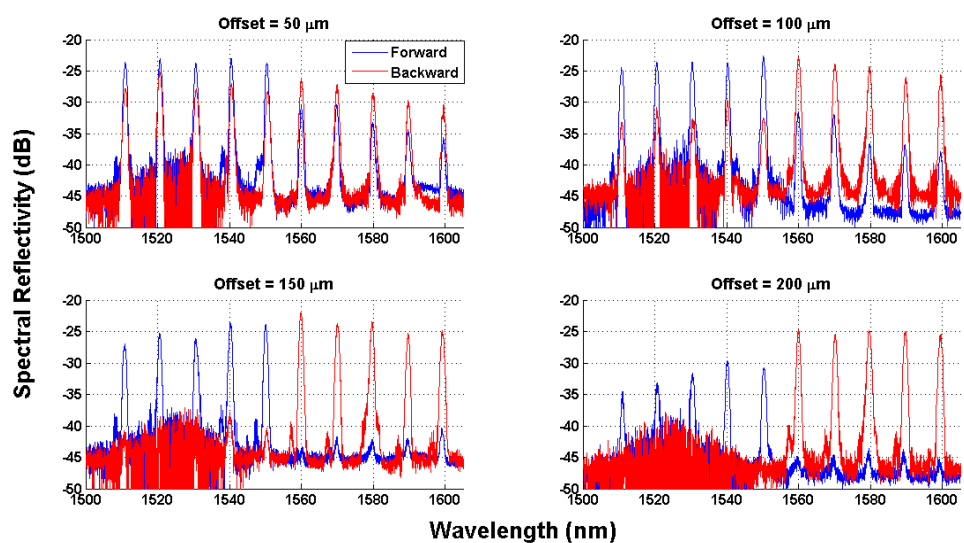 Offset = 50 μm
Offset = 100 μm
-20
-25
-30
-35
-40
-45
-50
1500 1520 1540 1560 1580 1600
Forward
Backward
-20
-25
-30
-35
-40
-45
-50
1500 1520 1540 1560 1580 1600
Spectral Reflectivity (dB)
Offset = 150 μm
Offset = 200 μm
-20
-25
-30
-35
-40
-45
-50
1500 1520 1540 1560 1580 1600
-20
-25
-30
-35
-40
-45
-50
1500 1520 1540 1560 1580 1600
Wavelength (nm)